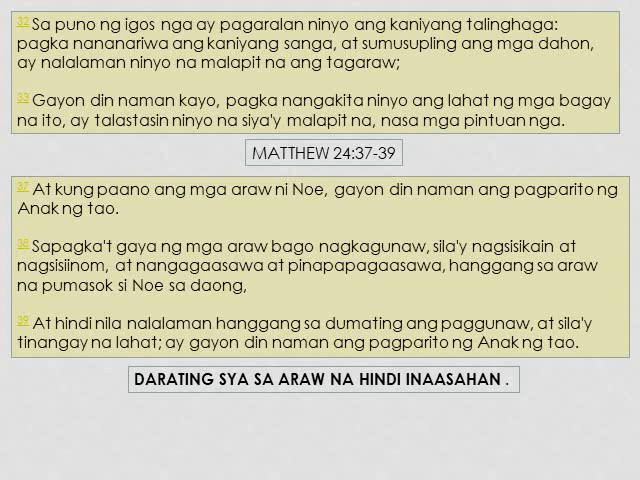 32 Sa puno ng igos nga ay pagaralan ninyo ang kaniyang talinghaga:
pagka nananariwa ang kaniyang sanga, at sumusupling ang mga dahon,
ay nalalaman ninyo na malapit na ang tagaraw;
33 Gayon din naman kayo, pagka nangakita ninyo ang lahat ng mga bagay
na ito, ay talastasin ninyo na siya'y malapit na, nasa mga pintuan nga.
MATTHEW 24:37-39
37 At kung paano ang mga araw ni Noe, gayon din naman ang pagparito ng
Anak ng tao.
38 Sapagka't gaya ng mga araw bago nagkagunaw, sila'y nagsisikain at
nagsisiinom, at nangagaasawa at pinapapagaasawa, hanggang sa araw
na pumasok si Noe sa daong,
39 At hindi nila nalalaman hanggang sa dumating ang paggunaw, at sila'y
tinangay na lahat; ay gayon din naman ang pagparito ng Anak ng tao.
DARATING SYA SA ARAW NA HINDI INAASAHAN .